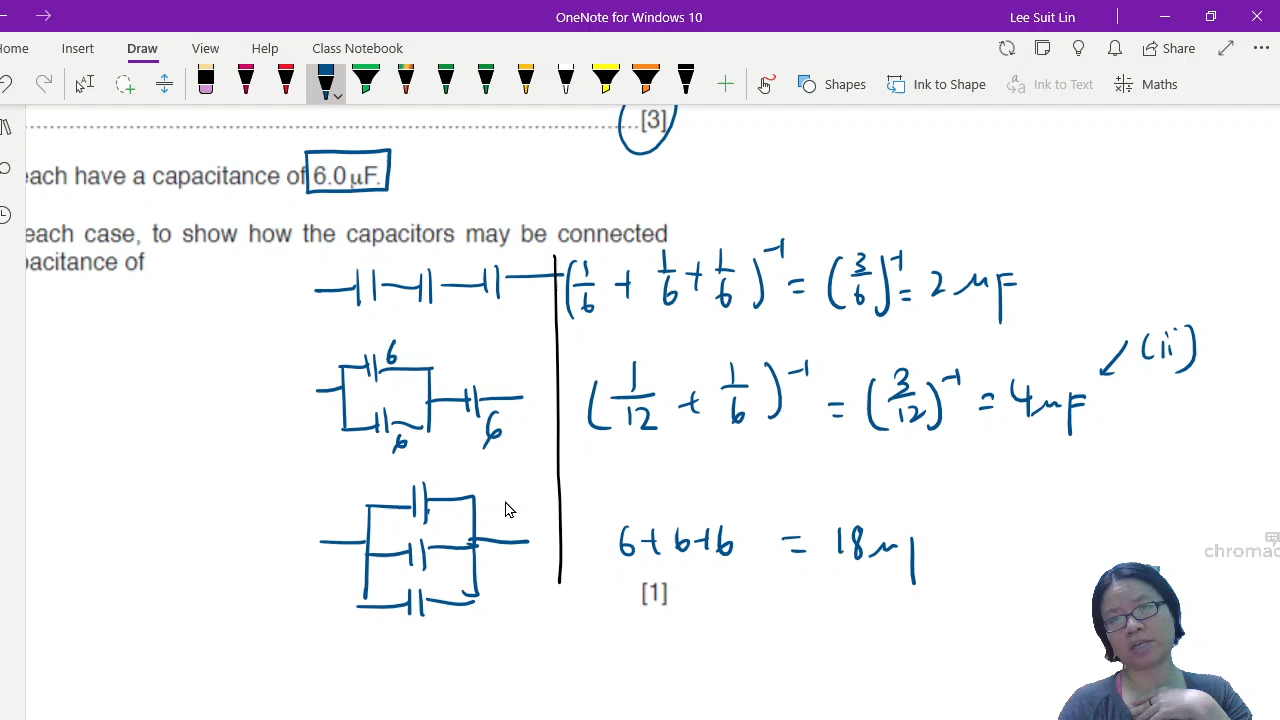 OneNote for Windows 10
Lee Suit Lin
Home Insert Draw View Help Class Notebook Share
Shapes Ink to Shape Ink to Text Maths
[3]
each have a capacitance of 6.0 μF.
each case, to show how the capacitors may be connected
pacitance of
(1/6 + 1/6 + 1/6)⁻¹ = (3/6)⁻¹ = 2 μF
(ii)
6
(1/12 + 1/6)⁻¹ = (3/12)⁻¹ = 4 μF
6 6
6+6+6 = 18 μF
[1]
chromac